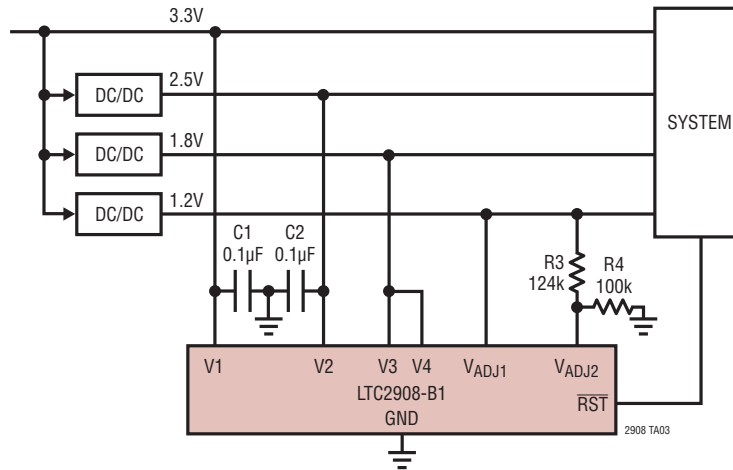 3.3V
2.5V
DC/DC
1.8V
DC/DC
1.2V
DC/DC
SYSTEM
C1
0.1µF
C2
0.1µF
R3
124k
R4
100k
V1
V2
V3
V4
VADJ1
VADJ2
LTC2908-B1
GND
RST
2908 TA03